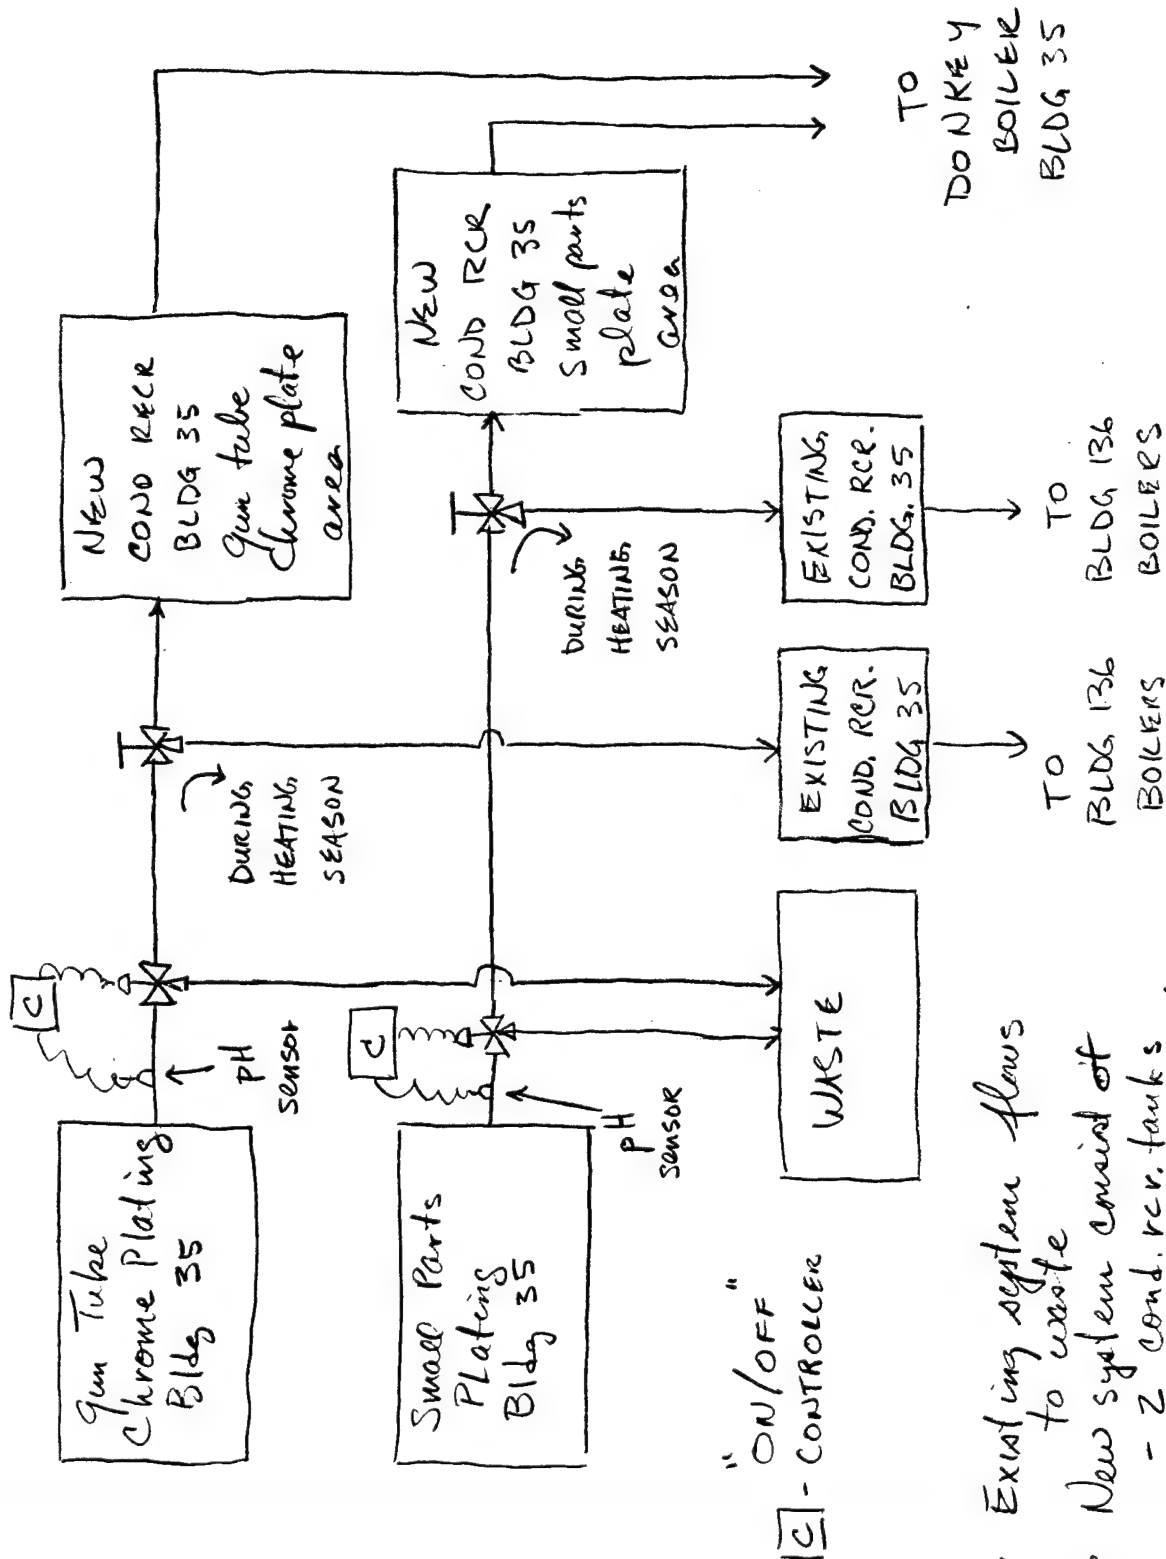 Gun Tube
Chrome Plating
Bldg 35
C
pH
sensor
DURING
HEATING
SEASON
NEW
COND RECR
BLDG 35
Gun tube
Chrome plate
area
Small Parts
Plating
Bldg 35
C
pH
sensor
DURING
HEATING
SEASON
NEW
COND RCR
BLDG 35
Small parts
plate
area
TO
DONKEY
BOILER
BLDG 35
WASTE
EXISTING
COND. RCR.
BLDG 35
TO
BLDG 136
BOILERS
EXISTING
COND. RCR.
BLDG. 35
TO
BLDG 136
BOILERS
"ON/OFF"
C - CONTROLLER
Existing system flows
to waste
New system consist of
- 2 cond. rcr. tanks